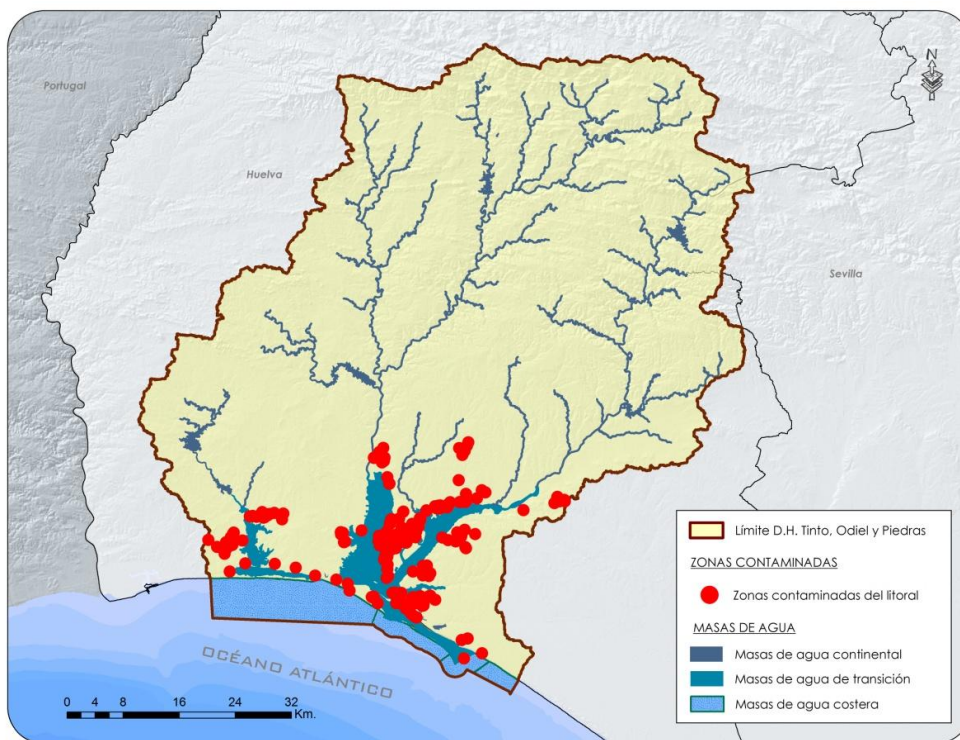 Portugal
N
Huelva
Sevilla
OCÉANO ATLÁNTICO
0 4 8 16 24 32
Km.
Límite D.H. Tinto, Odiel y Piedras
ZONAS CONTAMINADAS
Zonas contaminadas del litoral
MASAS DE AGUA
Masas de agua continental
Masas de agua de transición
Masas de agua costera